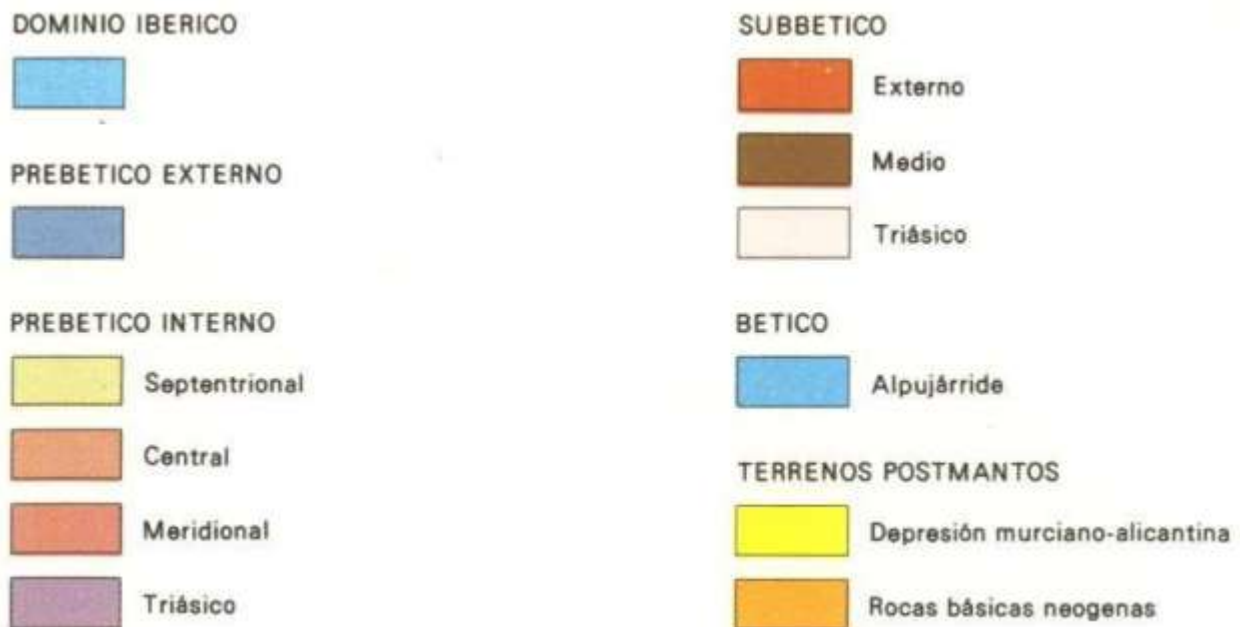 DOMINIO IBERICO
PREBETICO EXTERNO
PREBETICO INTERNO
Septentrional
Central
Meridional
Triásico
SUBBETICO
Externo
Medio
Triásico
BETICO
Alpujárride
TERRENOS POSTMANTOS
Depresión murciano-alicantina
Rocas básicas neogenas